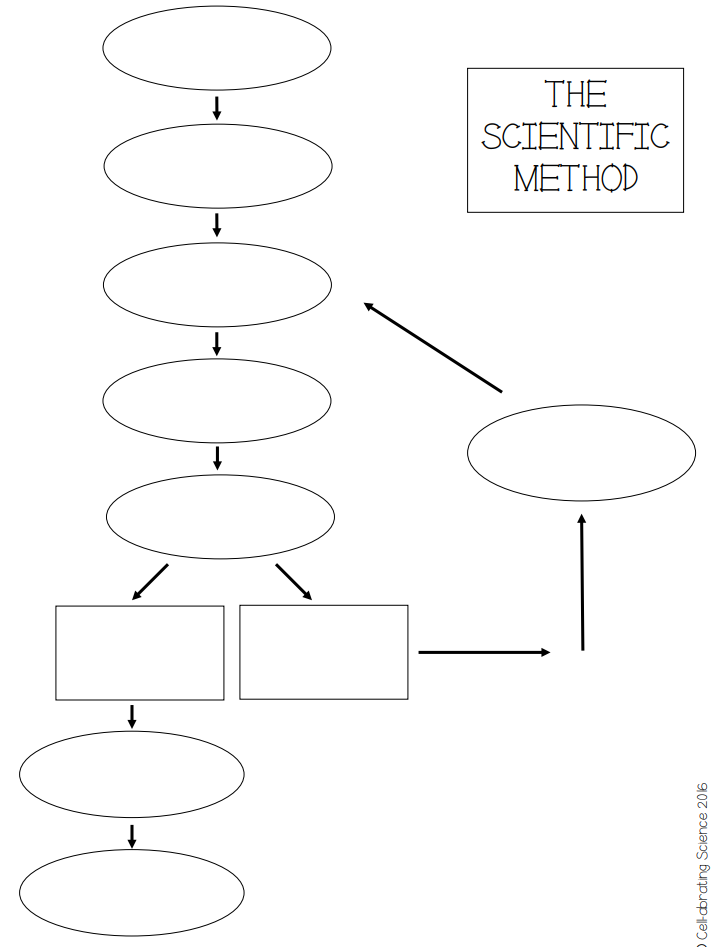 THE
SCIENTIFIC
METHOD
Cell-abrating Science 2016